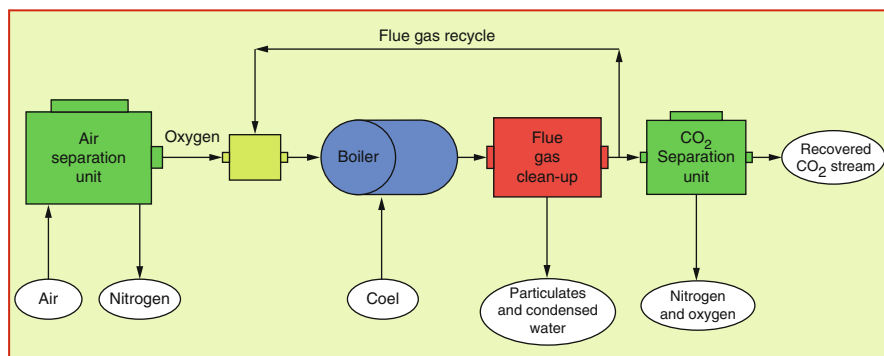 Flue gas recycle
Air
separation
unit
Oxygen
Boiler
Flue
gas
clean-up
CO2
Separation
unit
Recovered
CO2 stream
Air
Nitrogen
Coel
Particulates
and condensed
water
Nitrogen
and oxygen